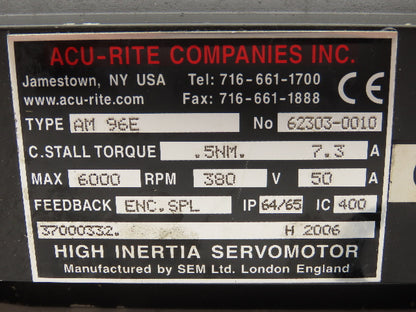 ACU-RITE COMPANIES INC.
Jamestown, NY USA Tel: 716-661-1700
www.acu-rite.com Fax: 716-661-1888 CE
TYPE AM 96E No 62303-0010
C.STALL TORQUE .5NM. 7.3 A
MAX 6000 RPM 380 V 50 A
FEEDBACK ENC.SPL IP 64/65 IC 400
37000332. H 2006
HIGH INERTIA SERVOMOTOR
Manufactured by SEM Ltd. London England